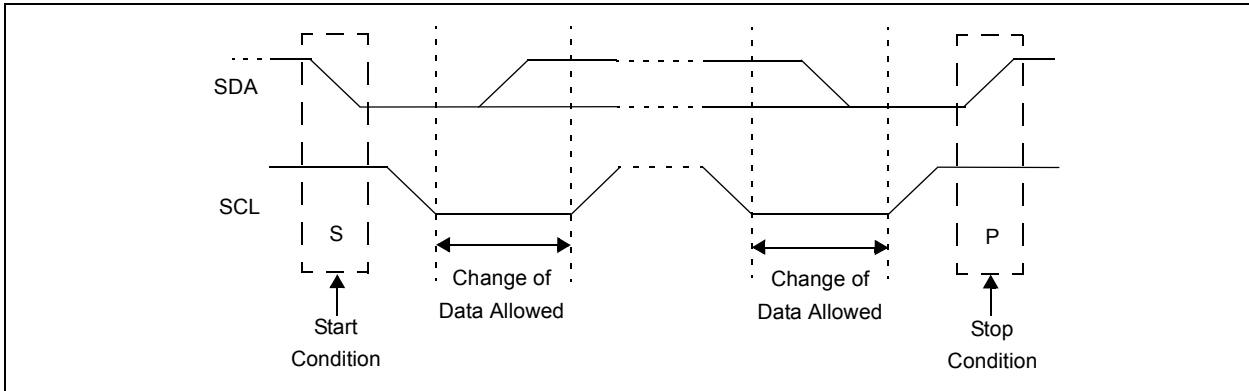 SDA
SCL
S
P
Change of
Data Allowed
Change of
Data Allowed
Start
Condition
Stop
Condition